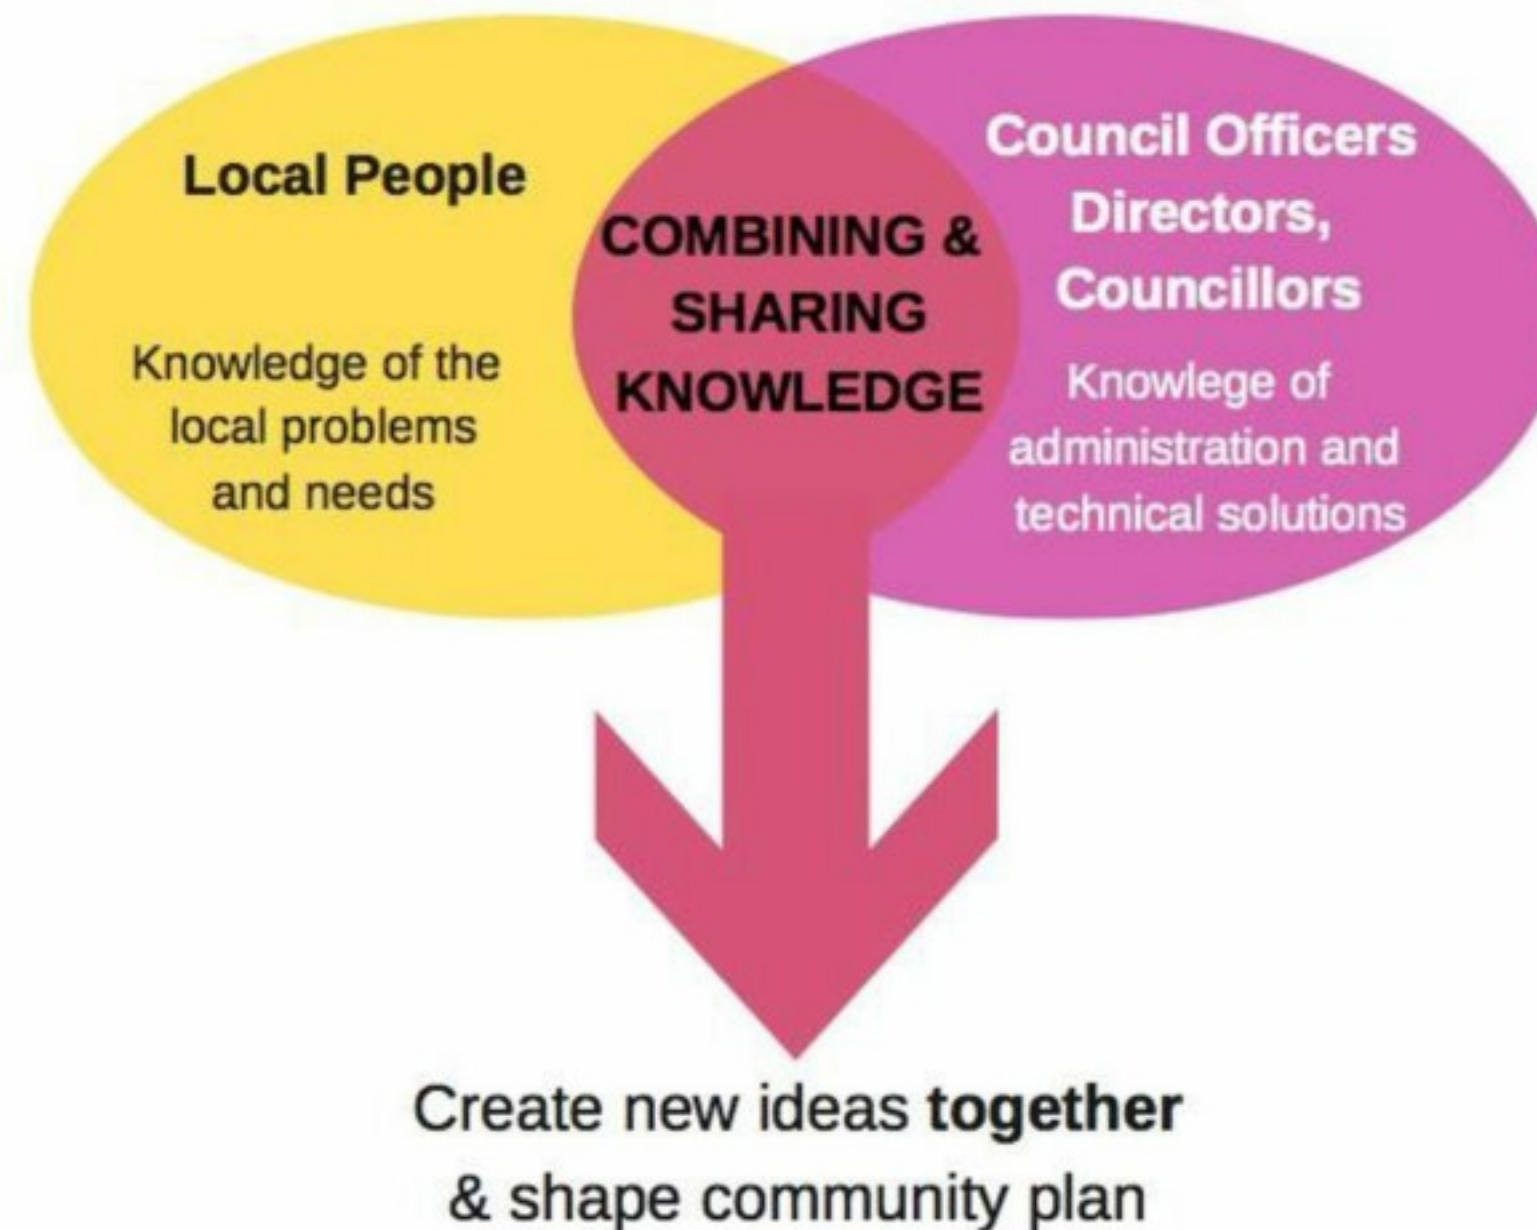 Local People
Knowledge of the
local problems
and needs
COMBINING &
SHARING
KNOWLEDGE
Council Officers
Directors,
Councillors
Knowlege of
administration and
technical solutions
Create new ideas together
& shape community plan